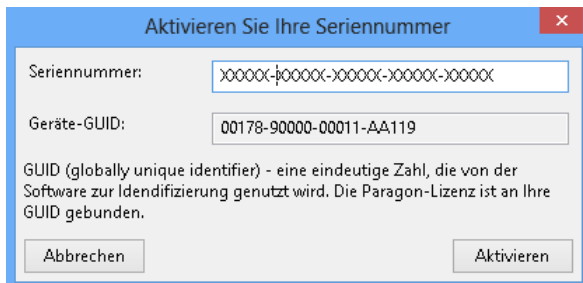 Aktivieren Sie Ihre Seriennummer
Seriennummer: XXXXX-XXXXX-XXXXX-XXXXX-XXXXX
Geräte-GUID: 00178-90000-00011-AA119
GUID (globally unique identifier) - eine eindeutige Zahl, die von der
Software zur Idendifizierung genutzt wird. Die Paragon-Lizenz ist an Ihre
GUID gebunden.
Abbrechen Aktivieren